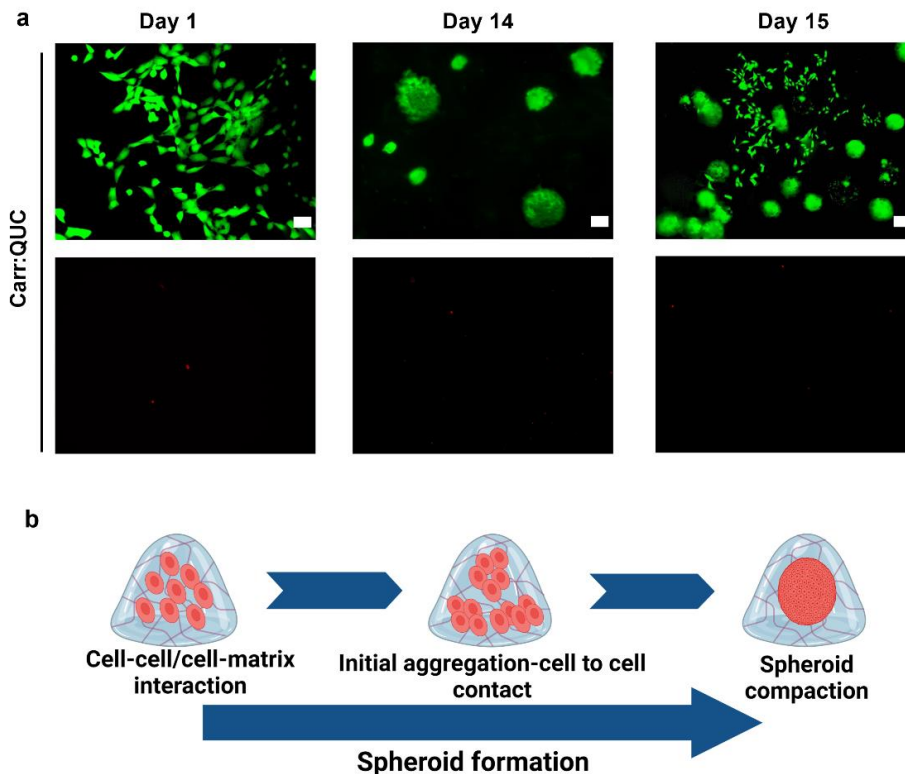 a
Day 1
Day 14
Day 15
Carr:QUC
b
Cell-cell/cell-matrix
interaction
Initial aggregation-cell to cell
contact
Spheroid
compaction
Spheroid formation